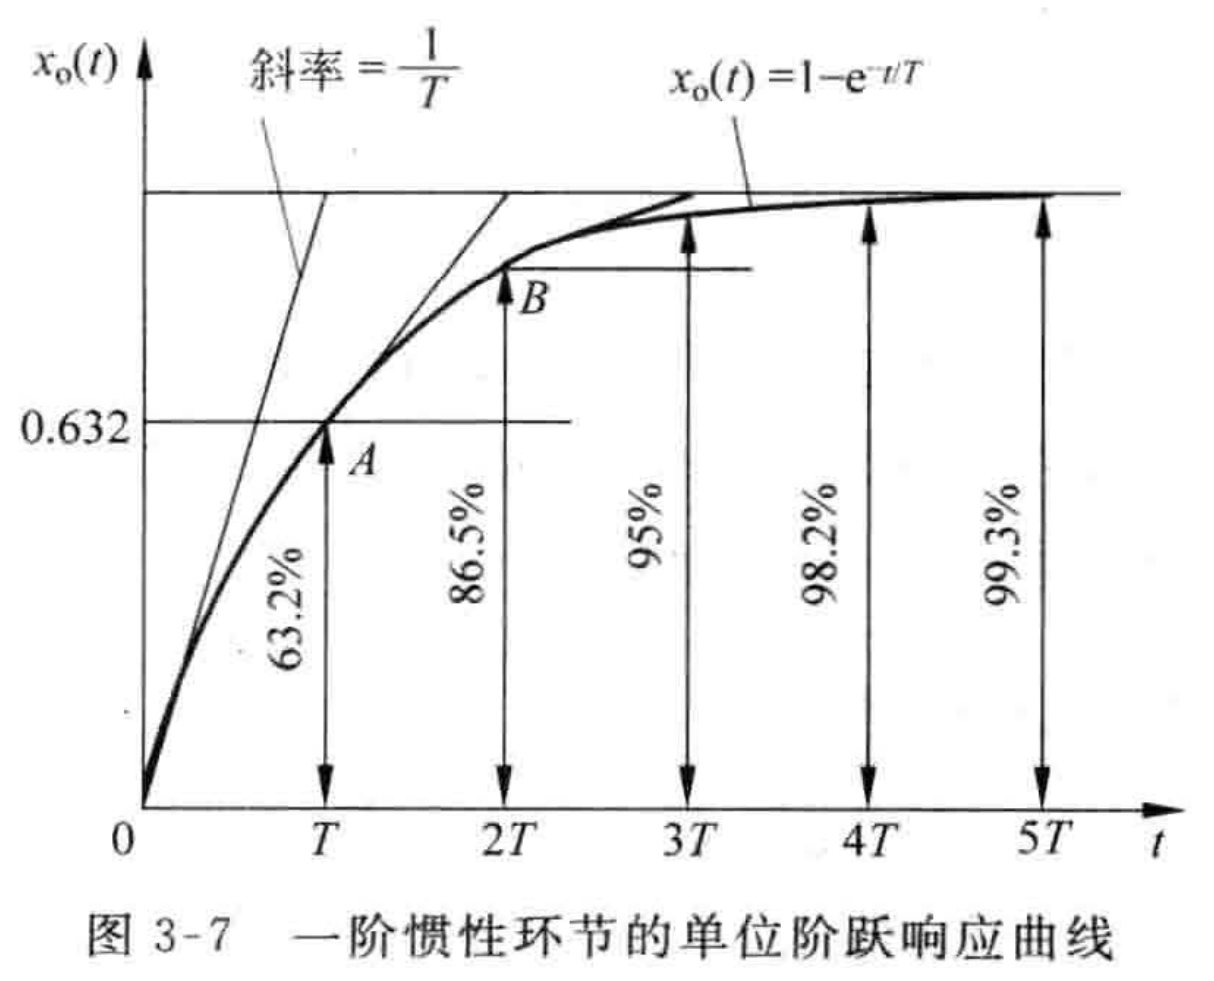 xₒ(t)
斜率 = 1/T
xₒ(t) =1−e^−t/T
0.632
A
B
63.2%
86.5%
95%
98.2%
99.3%
0
T
2T
3T
4T
5T
t
图 3-7 一阶惯性环节的单位阶跃响应曲线